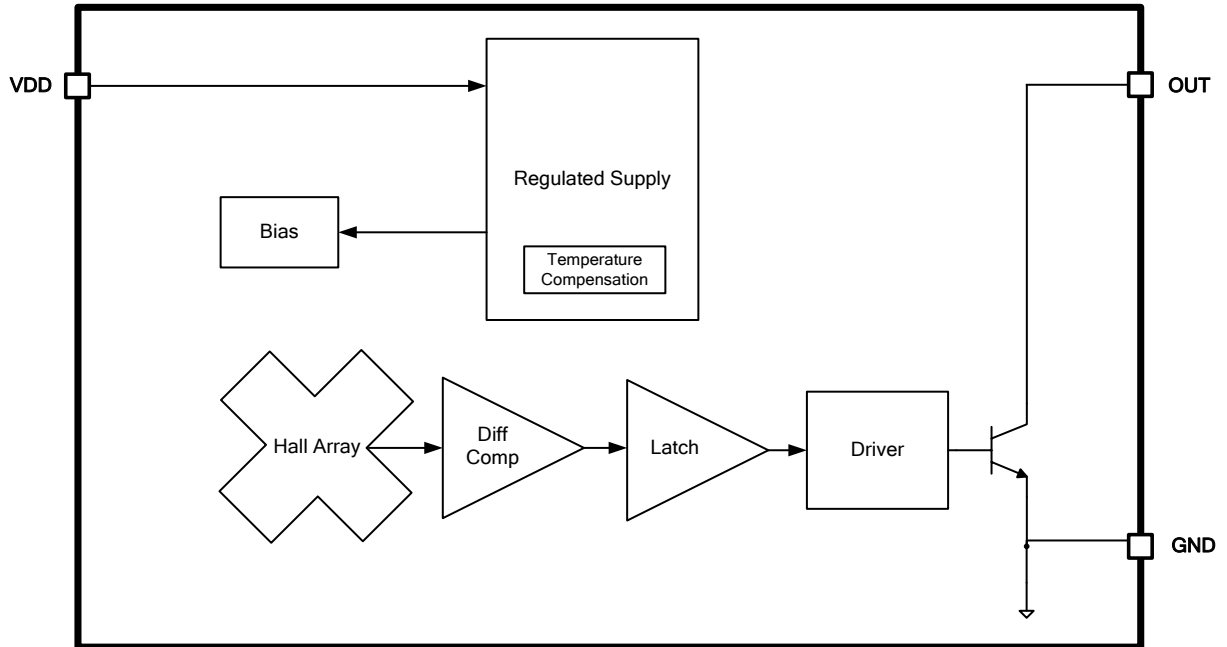 VDD
OUT
Regulated Supply
Bias
Temperature
Compensation
Hall Array
Diff
Comp
Latch
Driver
GND